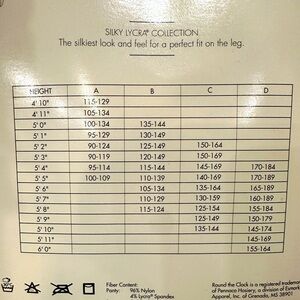 SILKY LYCRA® COLLECTION
The silkiest look and feel for a perfect fit on the leg.
HEIGHT A B C D
4' 10" 115-129
4' 11" 105-134
5' 0" 100-134 135-144
5' 1" 95-129 130-149
5' 2" 90-124 125-149 150-164
5' 3" 90-119 120-149 150-169
5' 4" 95-114 115-144 145-169 170-184
5' 5" 100-109 110-139 140-169 170-189
5' 6" 105-134 135-164 165-189
5' 7" 110-129 130-159 160-189
5' 8" 115-124 125-154 155-184
5' 9" 125-149 150-179
5' 10" 135-144 145-174
5' 11" 145-169
6' 0" 155-164
Fiber Content:
Panty: 96% Nylon
4% Lycra® Spandex
Round the Clock is a registered trademark
of Pennaco Hosiery, a division of Esmark
Apparel, Inc. of Grenada, MS 38901